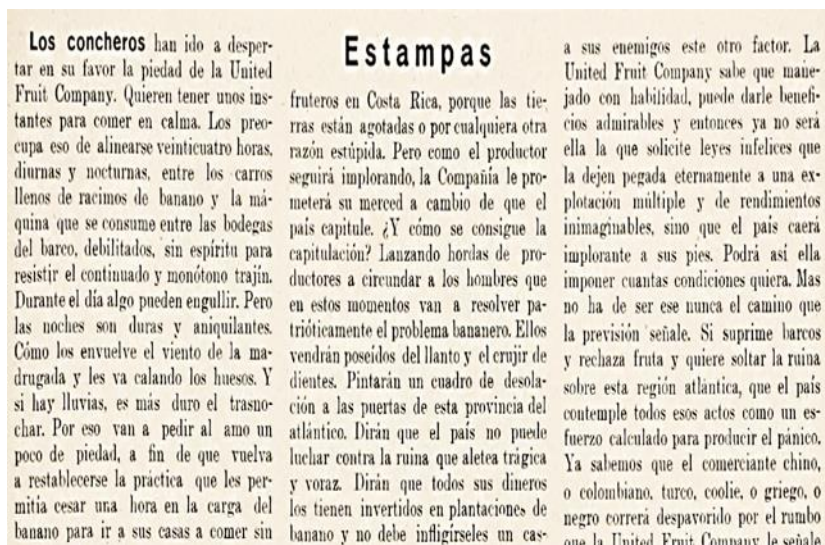 Los concheros han ido a desper-
tar en su favor la piedad de la United
Fruit Company. Quieren tener unos ins-
tantes para comer en calma. Los preo-
cupa eso de alinearse veinticuatro horas,
diurnas y nocturnas, entre los carros
llenos de racimos de banano y la má-
quina que se consume entre las bodegas
del barco, debilitados, sin espíritu para
resistir el continuado y monótono trajín.
Durante el día algo pueden engullir. Pero
las noches son duras y aniquilantes.
Cómo los envuelve el viento de la ma-
drugada y les va calando los huesos. Y
si hay lluvias, es más duro el trasno-
char. Por eso van a pedir al amo un
poco de piedad, a fin de que vuelva
a restablecerse la práctica que les per-
mitía cesar una hora en la carga del
banano para ir a sus casas a comer sin
Estampas
fruteros en Costa Rica, porque las tie-
rras están agotadas o por cualquiera otra
razón estúpida. Pero como el productor
seguirá implorando, la Compañía le pro-
meterá su merced a cambio de que el
país capitule. ¿Y cómo se consigue la
capitulación? Lanzando hordas de pro-
ductores a circundar a los hombres que
en estos momentos van a resolver pa-
trióticamente el problema bananero. Ellos
vendrán poseídos del llanto y el crujir de
dientes. Pintarán un cuadro de desola-
ción a las puertas de esta provincia del
atlántico. Dirán que el país no puede
luchar contra la ruina que aletea trágica
y voraz. Dirán que todos sus dineros
los tienen invertidos en plantaciones de
banano y no debe infligírseles un cas-
a sus enemigos este otro factor. La
United Fruit Company sabe que mane-
jado con habilidad, puede darle benefi-
cios admirables y entonces ya no será
ella la que solicite leyes infelices que
la dejen pegada eternamente a una ex-
plotación múltiple y de rendimientos
inimaginables, sino que el país caerá
implorante a sus pies. Podrá así ella
imponer cuantas condiciones quiera. Mas
no ha de ser ese nunca el camino que
la previsión señale. Si suprime barcos
y rechaza fruta y quiere soltar la ruina
sobre esta región atlántica, que el país
contemple todos esos actos como un es-
fuerzo calculado para producir el pánico.
Ya sabemos que el comerciante chino,
o colombiano, turco, coolie, o griego, o
negro correrá despavorido por el rumbo
que la United Fruit Company le señale